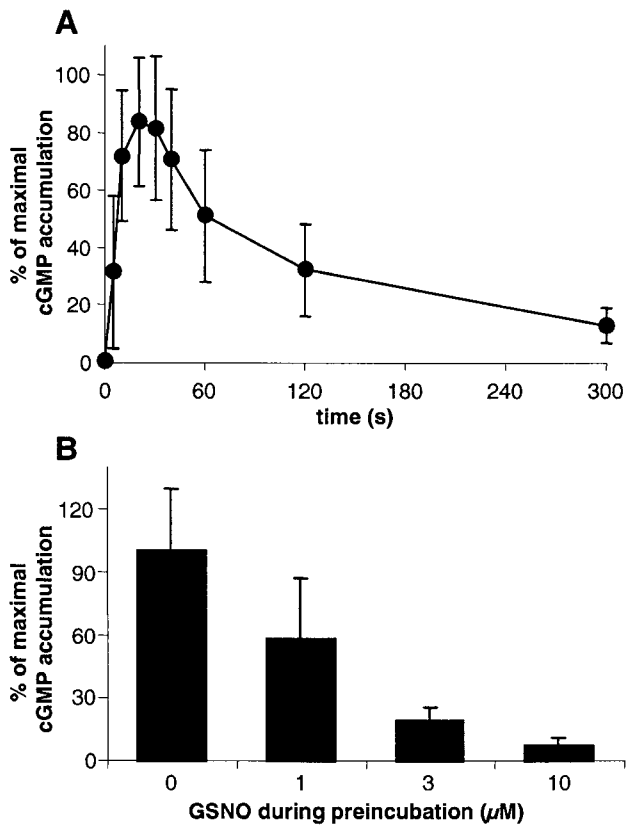 A
% of maximal
cGMP accumulation
100
80
60
40
20
0
0 60 120 180 240 300
time (s)
B
% of maximal
cGMP accumulation
120
90
60
30
0
0 1 3 10
GSNO during preincubation (μM)